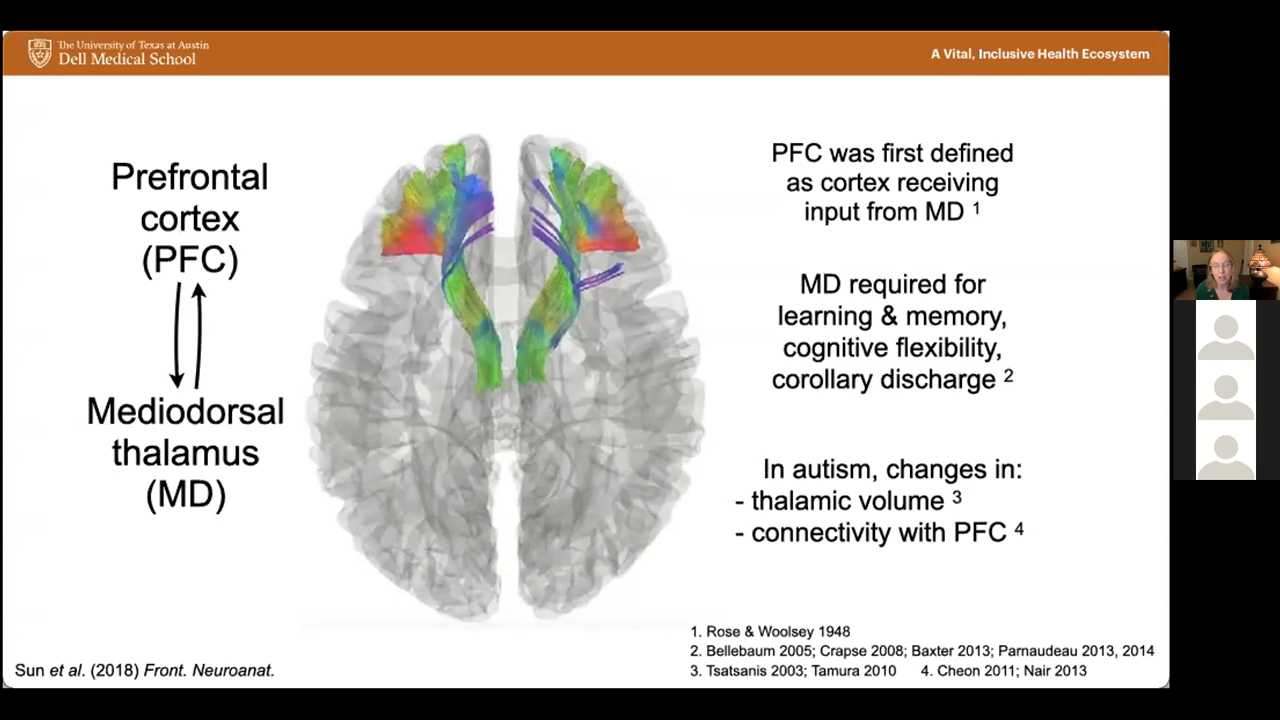 The University of Texas at Austin
Dell Medical School
A Vital, Inclusive Health Ecosystem
Prefrontal
cortex
(PFC)
Mediodorsal
thalamus
(MD)
PFC was first defined
as cortex receiving
input from MD 1
MD required for
learning & memory,
cognitive flexibility,
corollary discharge 2
In autism, changes in:
- thalamic volume 3
- connectivity with PFC 4
1. Rose & Woolsey 1948
2. Bellebaum 2005; Crapse 2008; Baxter 2013; Parnaudeau 2013, 2014
3. Tsatsanis 2003; Tamura 2010 4. Cheon 2011; Nair 2013
Sun et al. (2018) Front. Neuroanat.